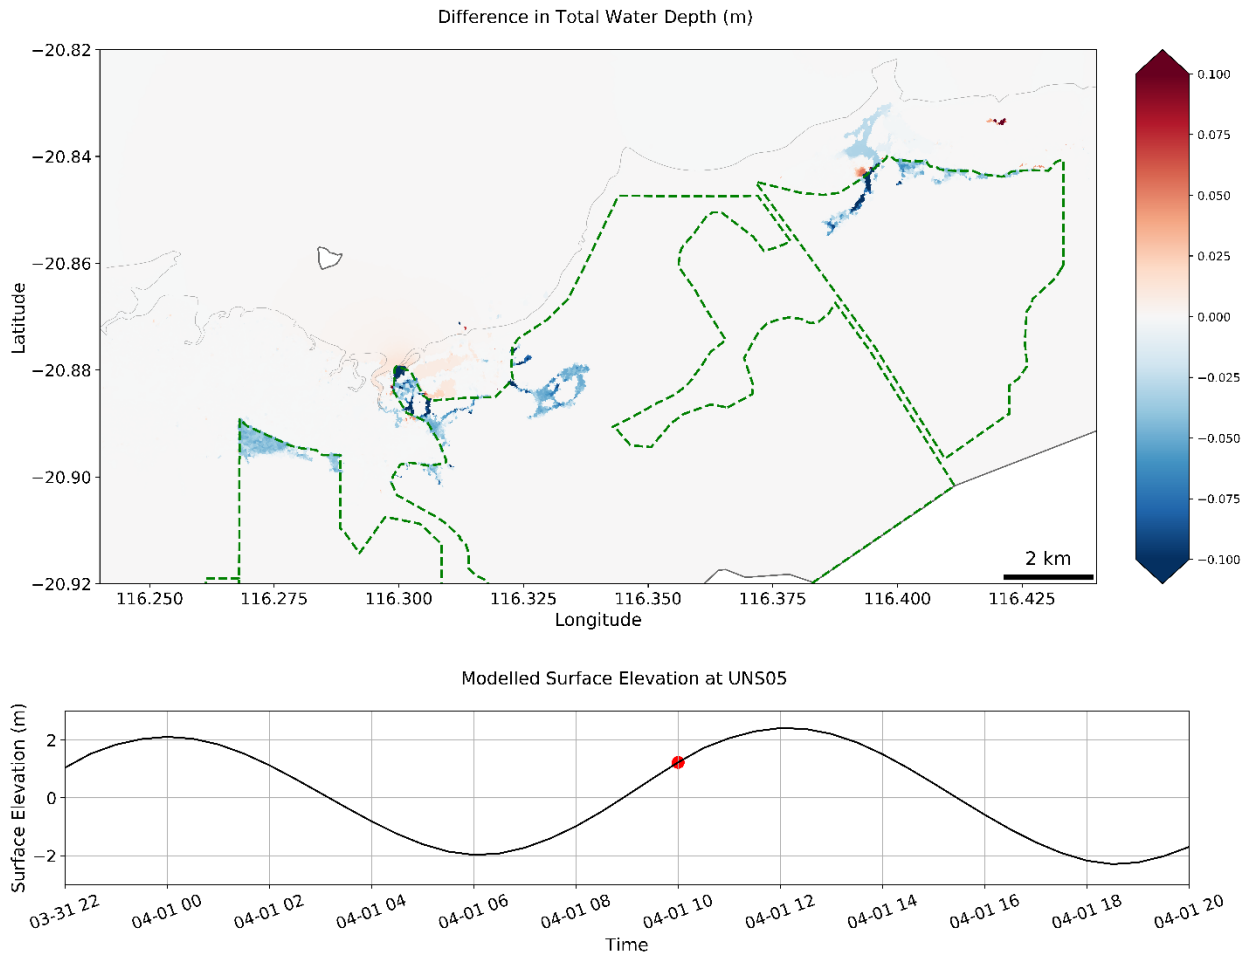 Difference in Total Water Depth (m)
−20.82
−20.84
−20.86
−20.88
−20.90
−20.92
Latitude
116.250 116.275 116.300 116.325 116.350 116.375 116.400 116.425
Longitude
2 km
0.100
0.075
0.050
0.025
0.000
−0.025
−0.050
−0.075
−0.100
Modelled Surface Elevation at UNS05
2
0
−2
Surface Elevation (m)
03-31 22 04-01 00 04-01 02 04-01 04 04-01 06 04-01 08 04-01 10 04-01 12 04-01 14 04-01 16 04-01 18 04-01 20
Time